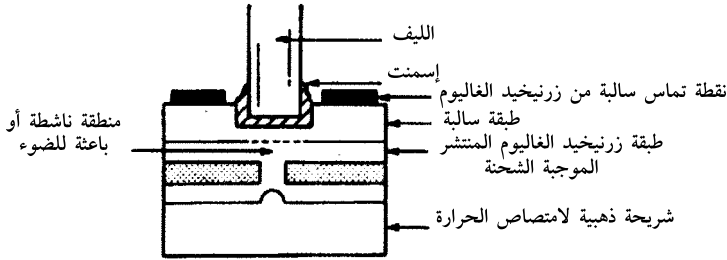 الليف
إسمنت
نقطة تماس سالبة من زرنيخيد الغاليوم
طبقة سالبة
طبقة زرنيخيد الغاليوم المنتشر
الموجبة الشحنة
منطقة ناشطة أو
باعثة للضوء
شريحة ذهبية لامتصاص الحرارة